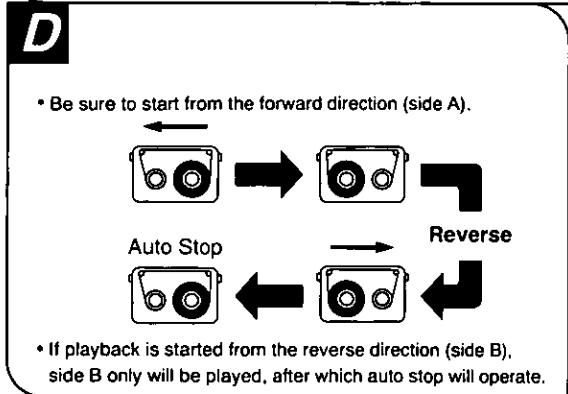 D
• Be sure to start from the forward direction (side A).
Reverse
Auto Stop
• If playback is started from the reverse direction (side B),
side B only will be played, after which auto stop will operate.